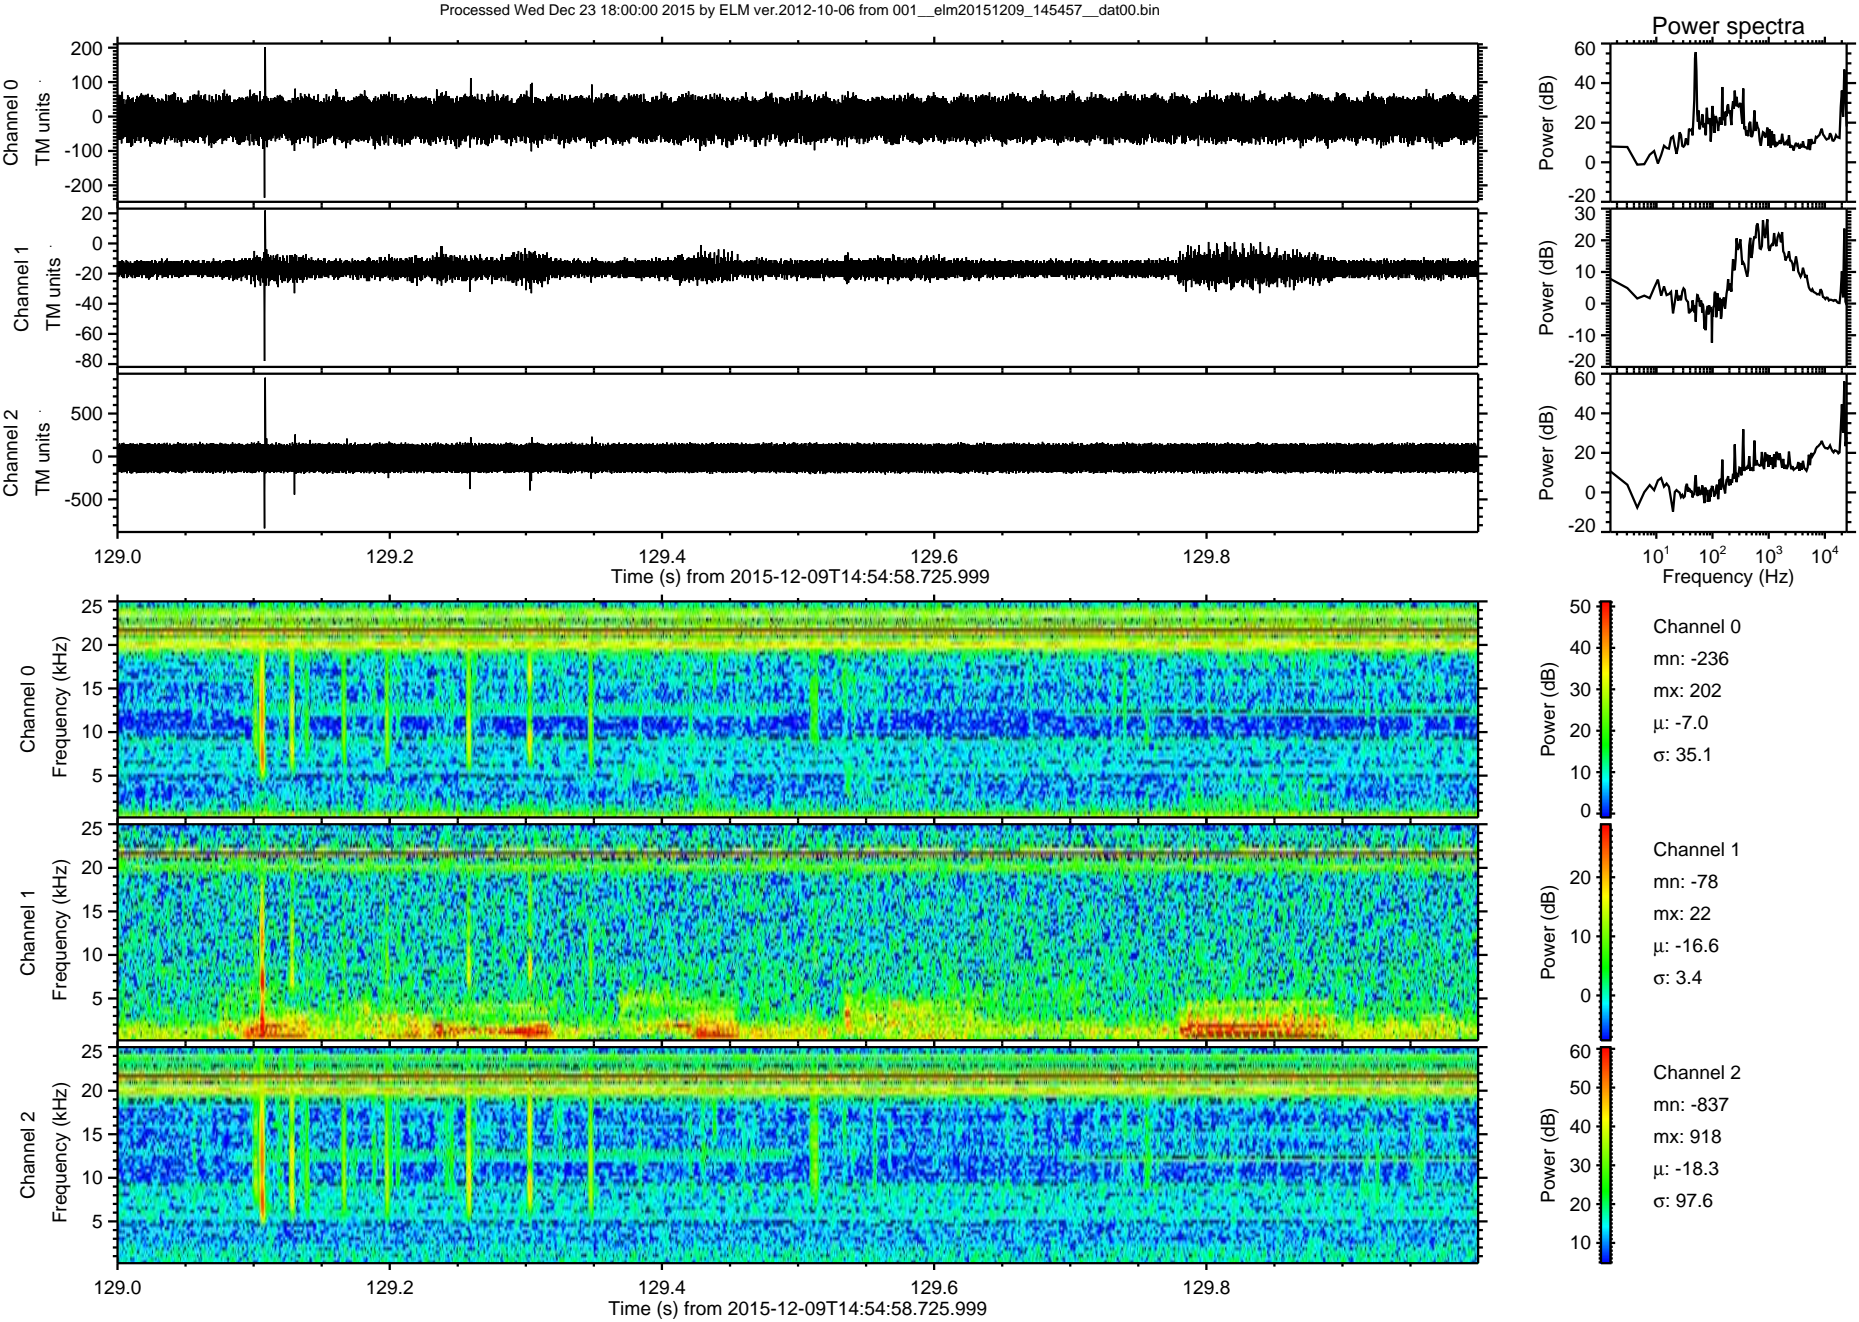 Processed Wed Dec 23 18:00:00 2015 by ELM ver.2012-10-06 from 001__elm20151209_145457__dat00.bin
Power spectra
Channel 0
TM units
200
100
0
-100
-200
Power (dB)
60
40
20
0
-20
Channel 1
TM units
20
0
-20
-40
-60
-80
Power (dB)
30
20
10
0
-10
-20
Channel 2
TM units
500
0
-500
Power (dB)
60
40
20
0
-20
129.0 129.2 129.4 129.6 129.8
Time (s) from 2015-12-09T14:54:58.725.999
10^1 10^2 10^3 10^4
Frequency (Hz)
Channel 0
Frequency (kHz)
25
20
15
10
5
Power (dB)
50
40
30
20
10
0
Channel 0
mn: -236
mx: 202
μ: -7.0
σ: 35.1
Channel 1
Frequency (kHz)
25
20
15
10
5
Power (dB)
20
10
0
Channel 1
mn: -78
mx: 22
μ: -16.6
σ: 3.4
Channel 2
Frequency (kHz)
25
20
15
10
5
Power (dB)
60
50
40
30
20
10
Channel 2
mn: -837
mx: 918
μ: -18.3
σ: 97.6
129.0 129.2 129.4 129.6 129.8
Time (s) from 2015-12-09T14:54:58.725.999